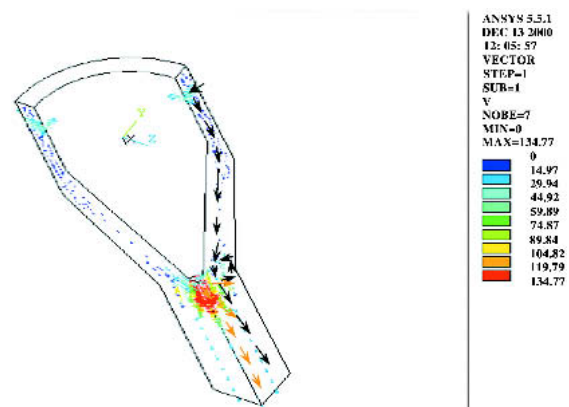 ANSYS 5.5.1
DEC 13 2000
12: 05: 57
VECTOR
STEP=1
SUB=1
V
NOBE=7
MIN=0
MAX=134.77
0
14.97
29.94
44,92
59.89
74.87
89.84
104.82
119.79
134.77
Y
Z
X